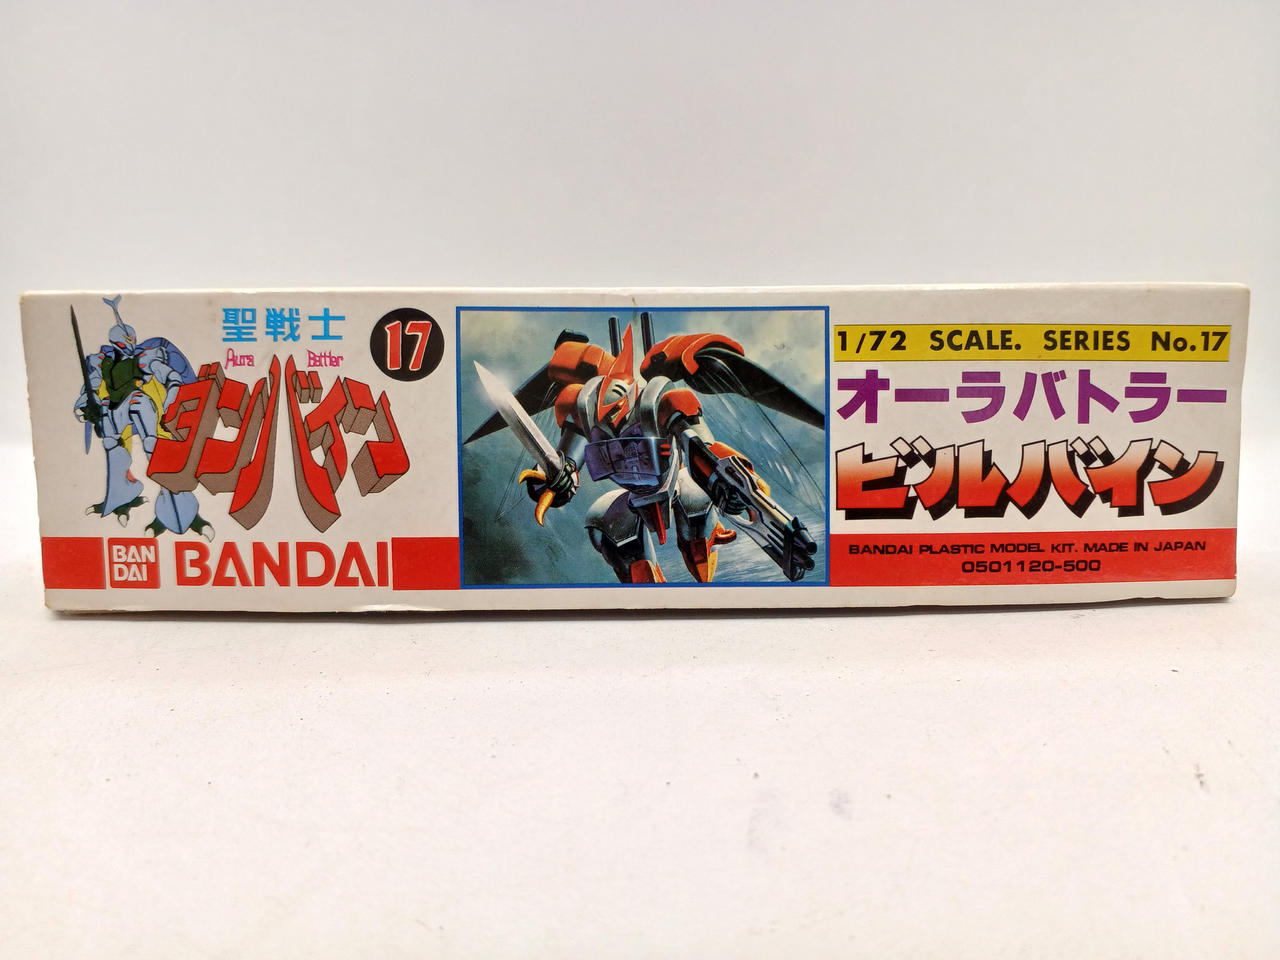 聖戦士
Aura Battler
ダンバイン
17
BAN
DAI
BANDAI
1/72 SCALE. SERIES No.17
オーラバトラー
ビルバイン
BANDAI PLASTIC MODEL KIT. MADE IN JAPAN
0501120-500